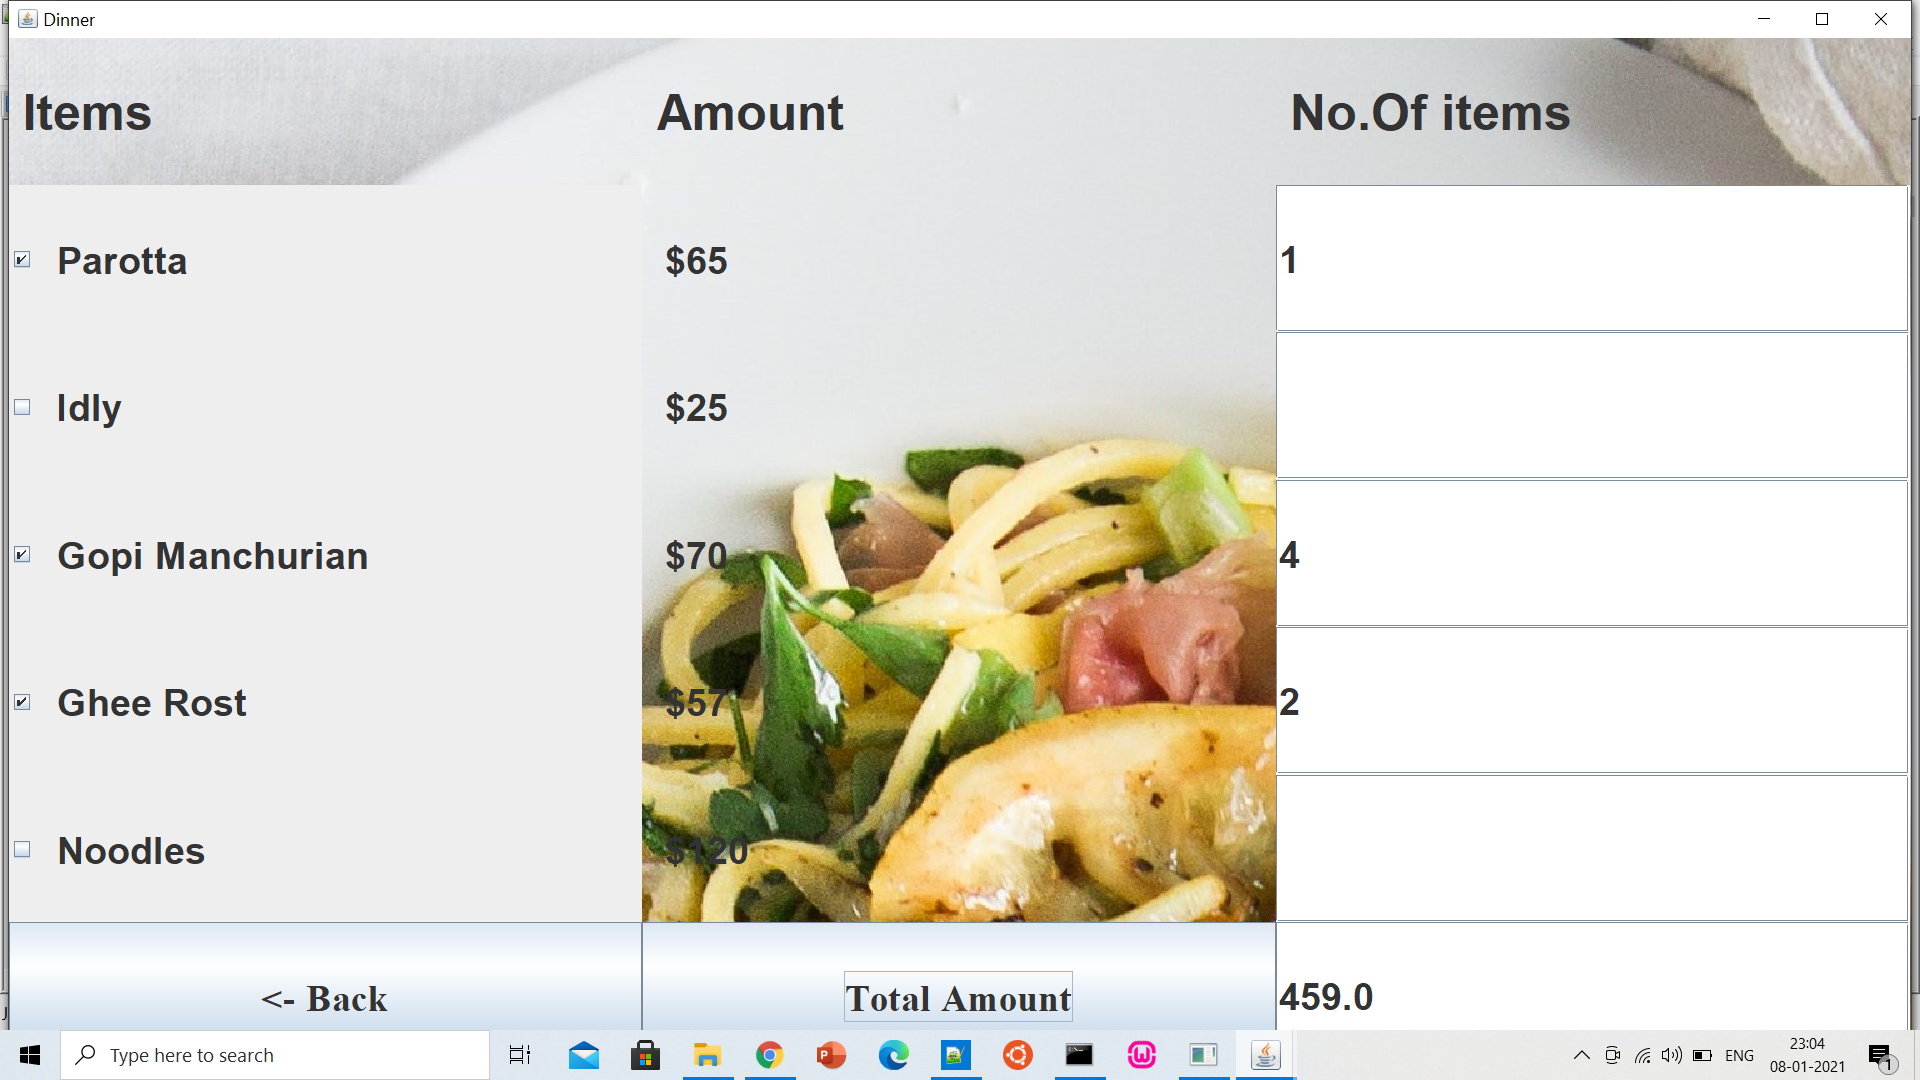 Dinner
Items Amount No.Of items
Parotta $65 1
Idly $25
Gopi Manchurian $70 4
Ghee Rost $57 2
Noodles $120
<- Back Total Amount 459.0
Type here to search ENG 23:04
08-01-2021 1